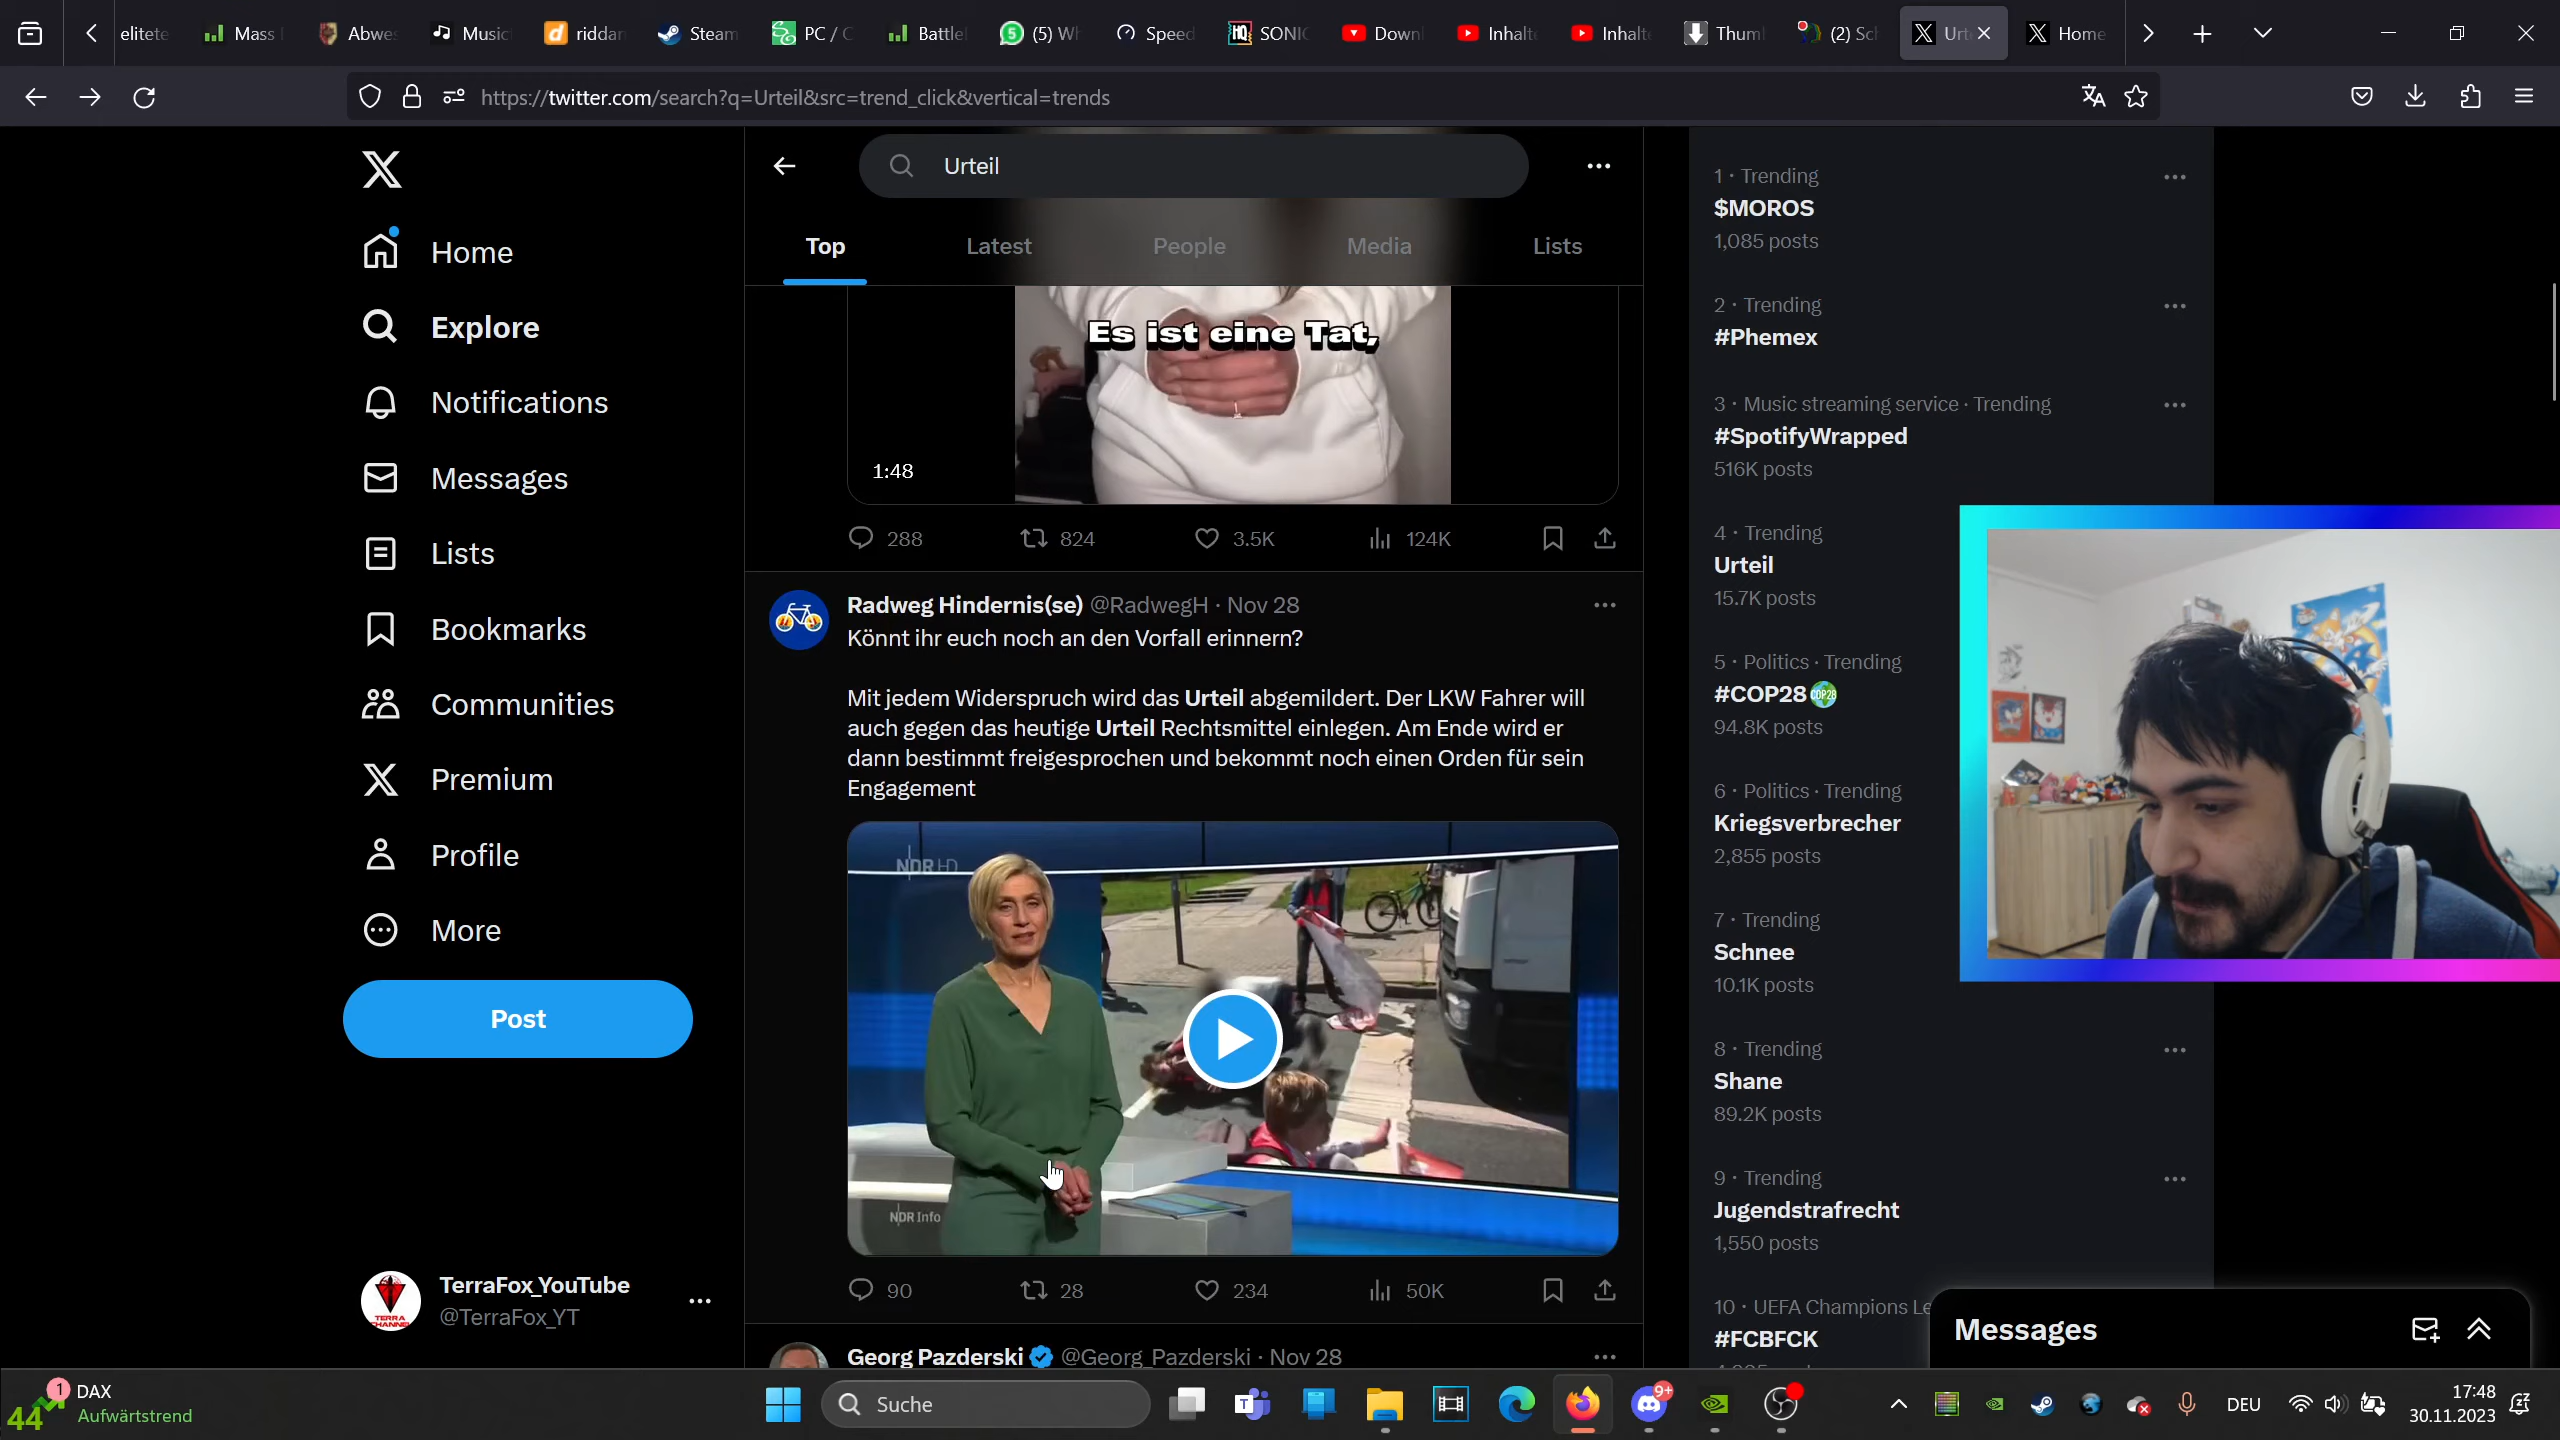 elitete
Mass
Abwe
Music
riddar
Steam
PC / C
Battle
(5) Wh
Speed
SONIC
Down
Inhalt
Inhalt
Thum
(2) Sc
Urt
Home
https://twitter.com/search?q=Urteil&src=trend_click&vertical=trends
Home
Explore
Notifications
Messages
Lists
Bookmarks
Communities
Premium
Profile
More
Post
TerraFox_YouTube
@TerraFox_YT
Urteil
Top Latest People Media Lists
Es ist eine Tat,
1:48
288 824 3.5K 124K
Radweg Hindernis(se) @RadwegH · Nov 28
Könnt ihr euch noch an den Vorfall erinnern?
Mit jedem Widerspruch wird das Urteil abgemildert. Der LKW Fahrer will
auch gegen das heutige Urteil Rechtsmittel einlegen. Am Ende wird er
dann bestimmt freigesprochen und bekommt noch einen Orden für sein
Engagement
NDR HD
NDR Info
90 28 234 50K
Georg Pazderski @Georg_Pazderski · Nov 28
1 · Trending
$MOROS
1,085 posts
2 · Trending
#Phemex
3 · Music streaming service · Trending
#SpotifyWrapped
516K posts
4 · Trending
Urteil
15.7K posts
5 · Politics · Trending
#COP28
COP28
94.8K posts
6 · Politics · Trending
Kriegsverbrecher
2,855 posts
7 · Trending
Schnee
10.1K posts
8 · Trending
Shane
89.2K posts
9 · Trending
Jugendstrafrecht
1,550 posts
10 · UEFA Champions Le
#FCBFCK
Messages
44
1
DAX
Aufwärtstrend
Suche
9+
DEU
17:48
30.11.2023
TERRA
CHANNEL